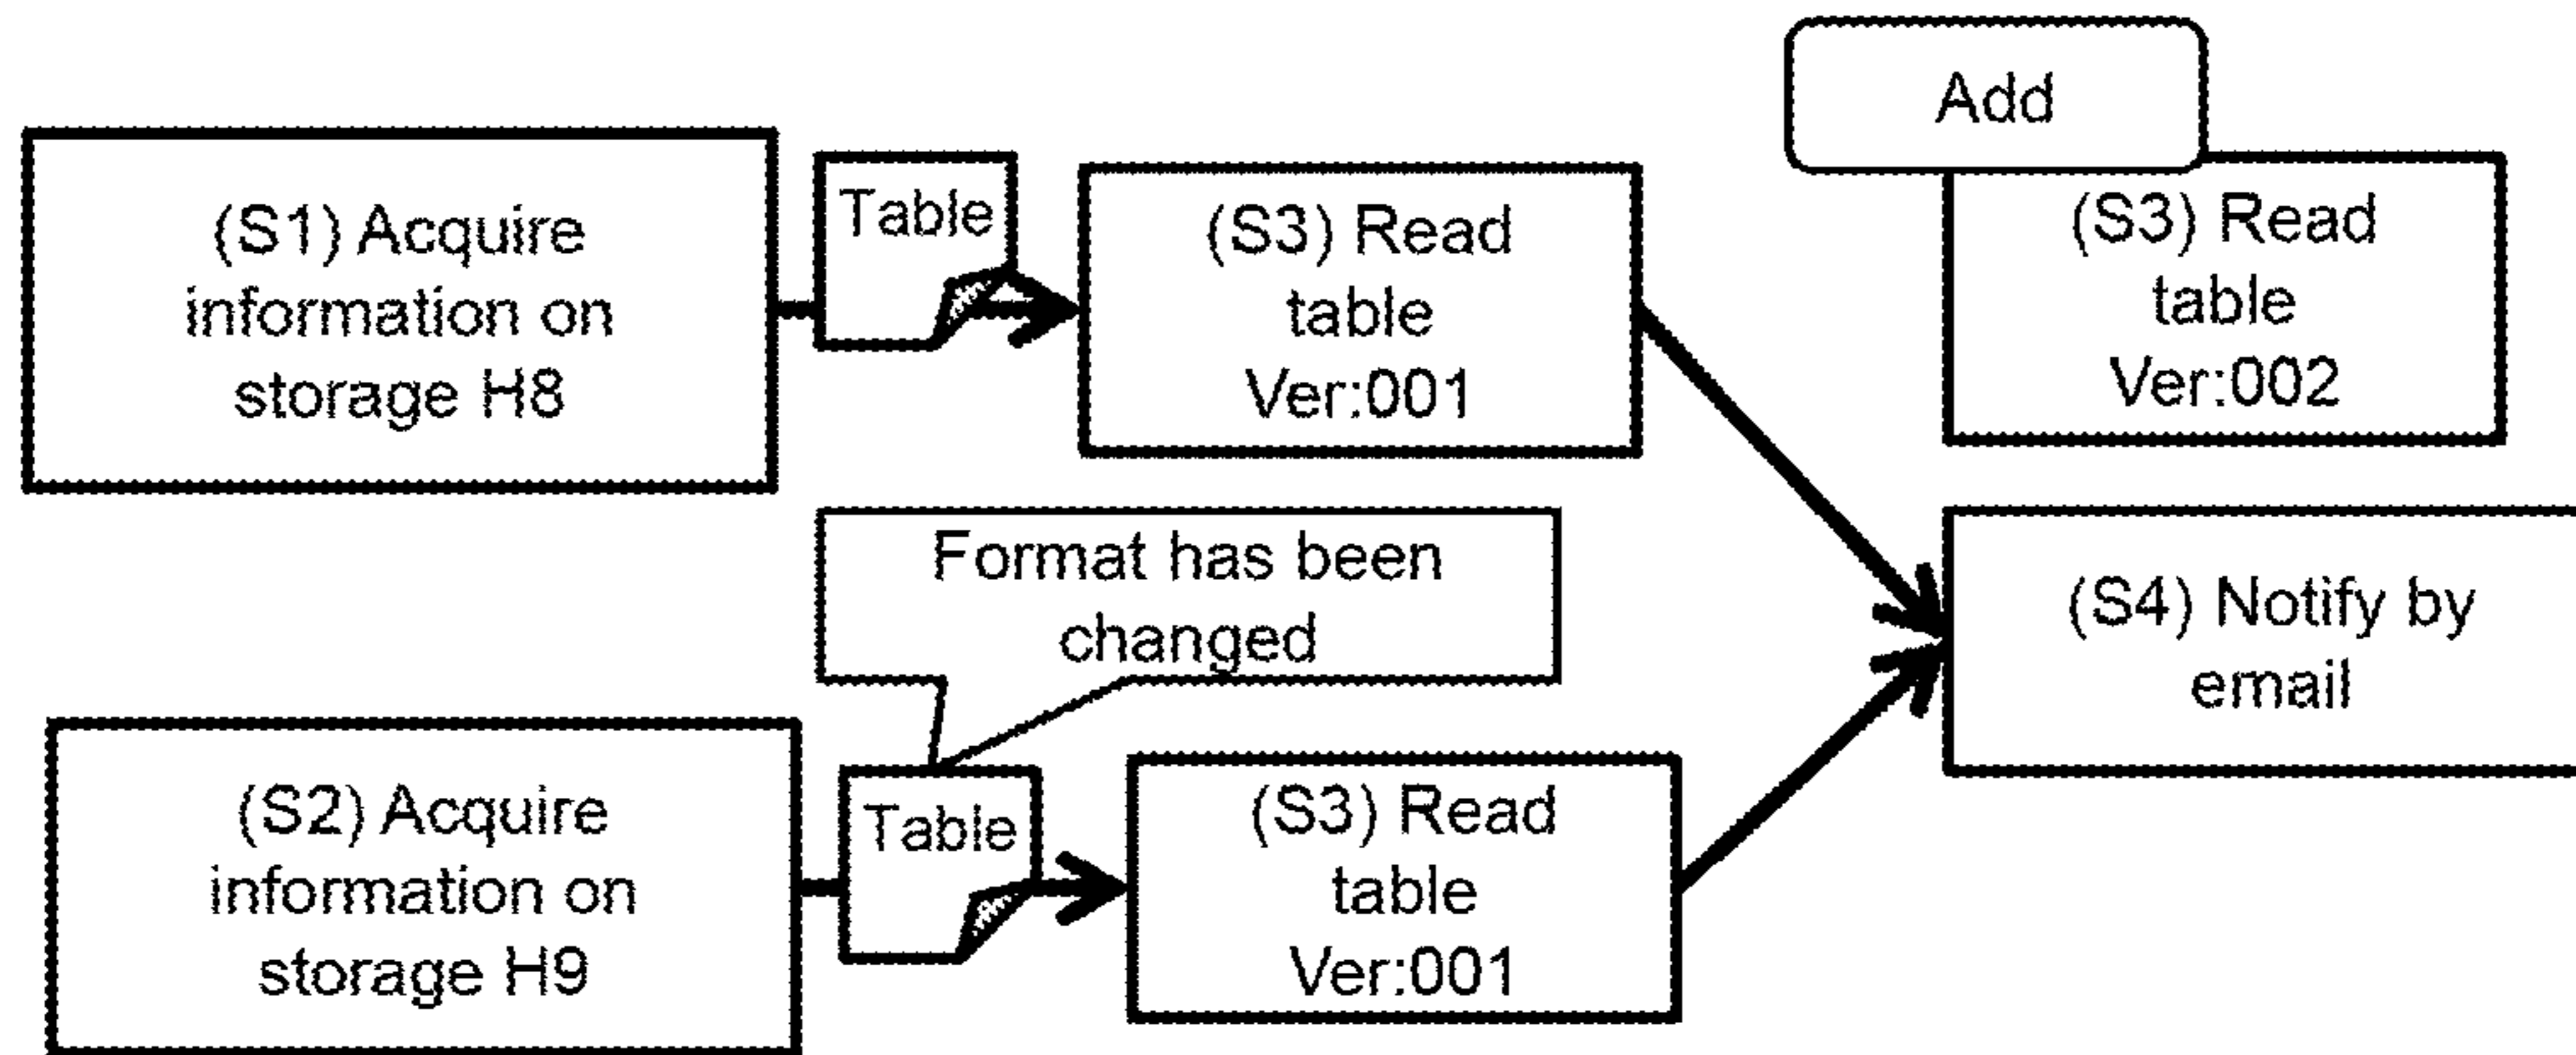 Add
(S1) Acquire
information on
storage H8
Table
(S3) Read
table
Ver:001
(S3) Read
table
Ver:002
Format has been
changed
(S4) Notify by
email
(S2) Acquire
information on
storage H9
Table
(S3) Read
table
Ver:001